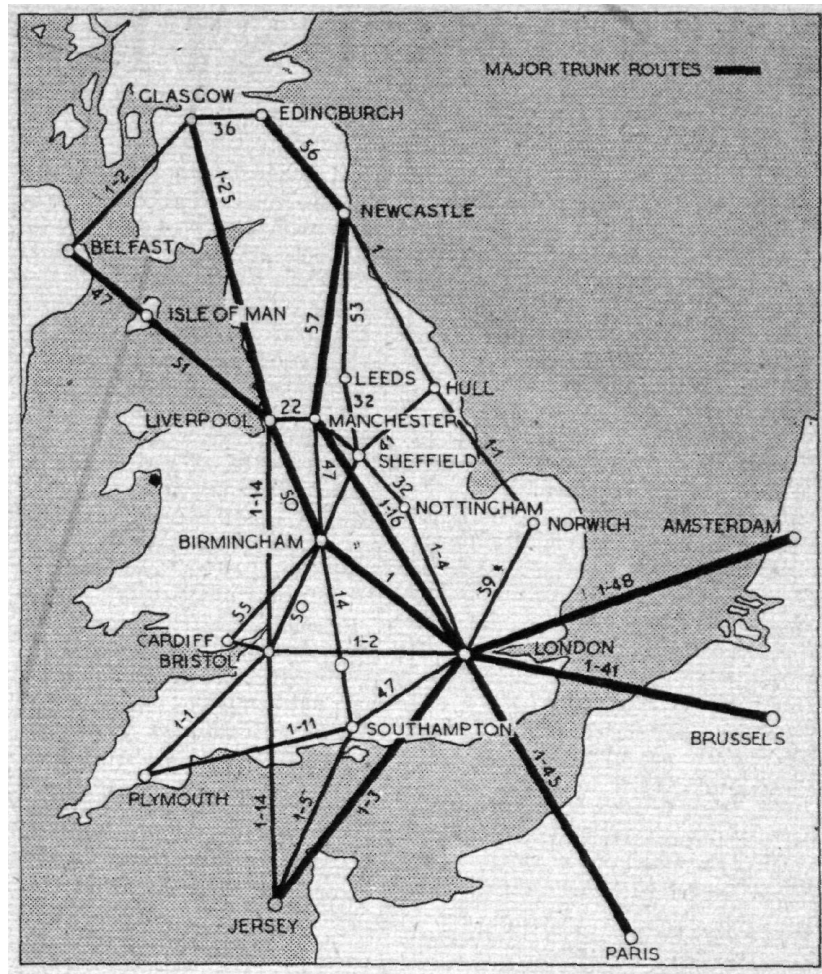 MAJOR TRUNK ROUTES
GLASGOW
EDINGBURGH
36
56
1-2
1-25
NEWCASTLE
1
BELFAST
47
ISLE OF MAN
57
53
51
LEEDS
HULL
32
22
LIVERPOOL
MANCHESTER
41
1-1
SHEFFIELD
47
32
1-14
50
1-16
NOTTINGHAM
NORWICH
AMSTERDAM
BIRMINGHAM
1-4
1
59
1-48
55
50
14
CARDIFF
BRISTOL
1-2
LONDON
1-41
47
1-1
1-11
SOUTHAMPTON
BRUSSELS
1-45
PLYMOUTH
1-14
1-5
1-3
JERSEY
PARIS